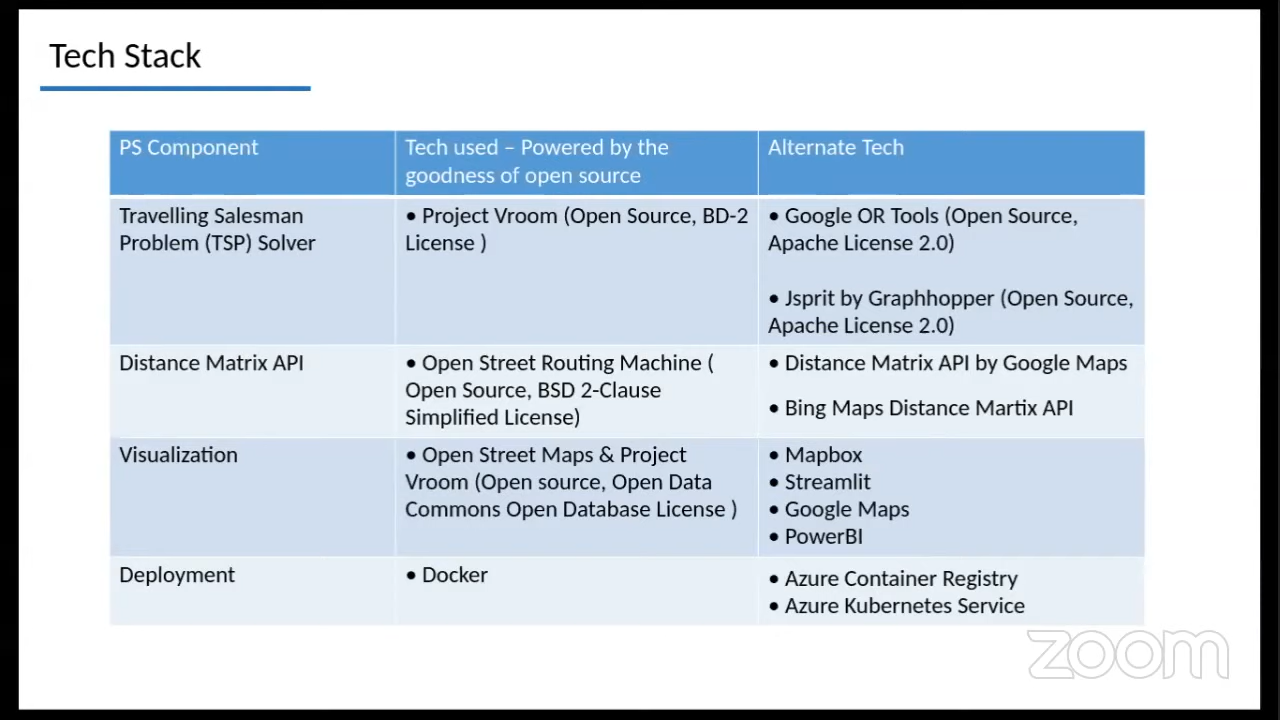 Tech Stack
PS Component
Tech used – Powered by the
goodness of open source
Alternate Tech
Travelling Salesman
Problem (TSP) Solver
• Project Vroom (Open Source, BD-2
License )
• Google OR Tools (Open Source,
Apache License 2.0)
• Jsprit by Graphhopper (Open Source,
Apache License 2.0)
Distance Matrix API
• Open Street Routing Machine (
Open Source, BSD 2-Clause
Simplified License)
• Distance Matrix API by Google Maps
• Bing Maps Distance Martix API
Visualization
• Open Street Maps & Project
Vroom (Open source, Open Data
Commons Open Database License )
• Mapbox
• Streamlit
• Google Maps
• PowerBI
Deployment
• Docker
• Azure Container Registry
• Azure Kubernetes Service
zoom